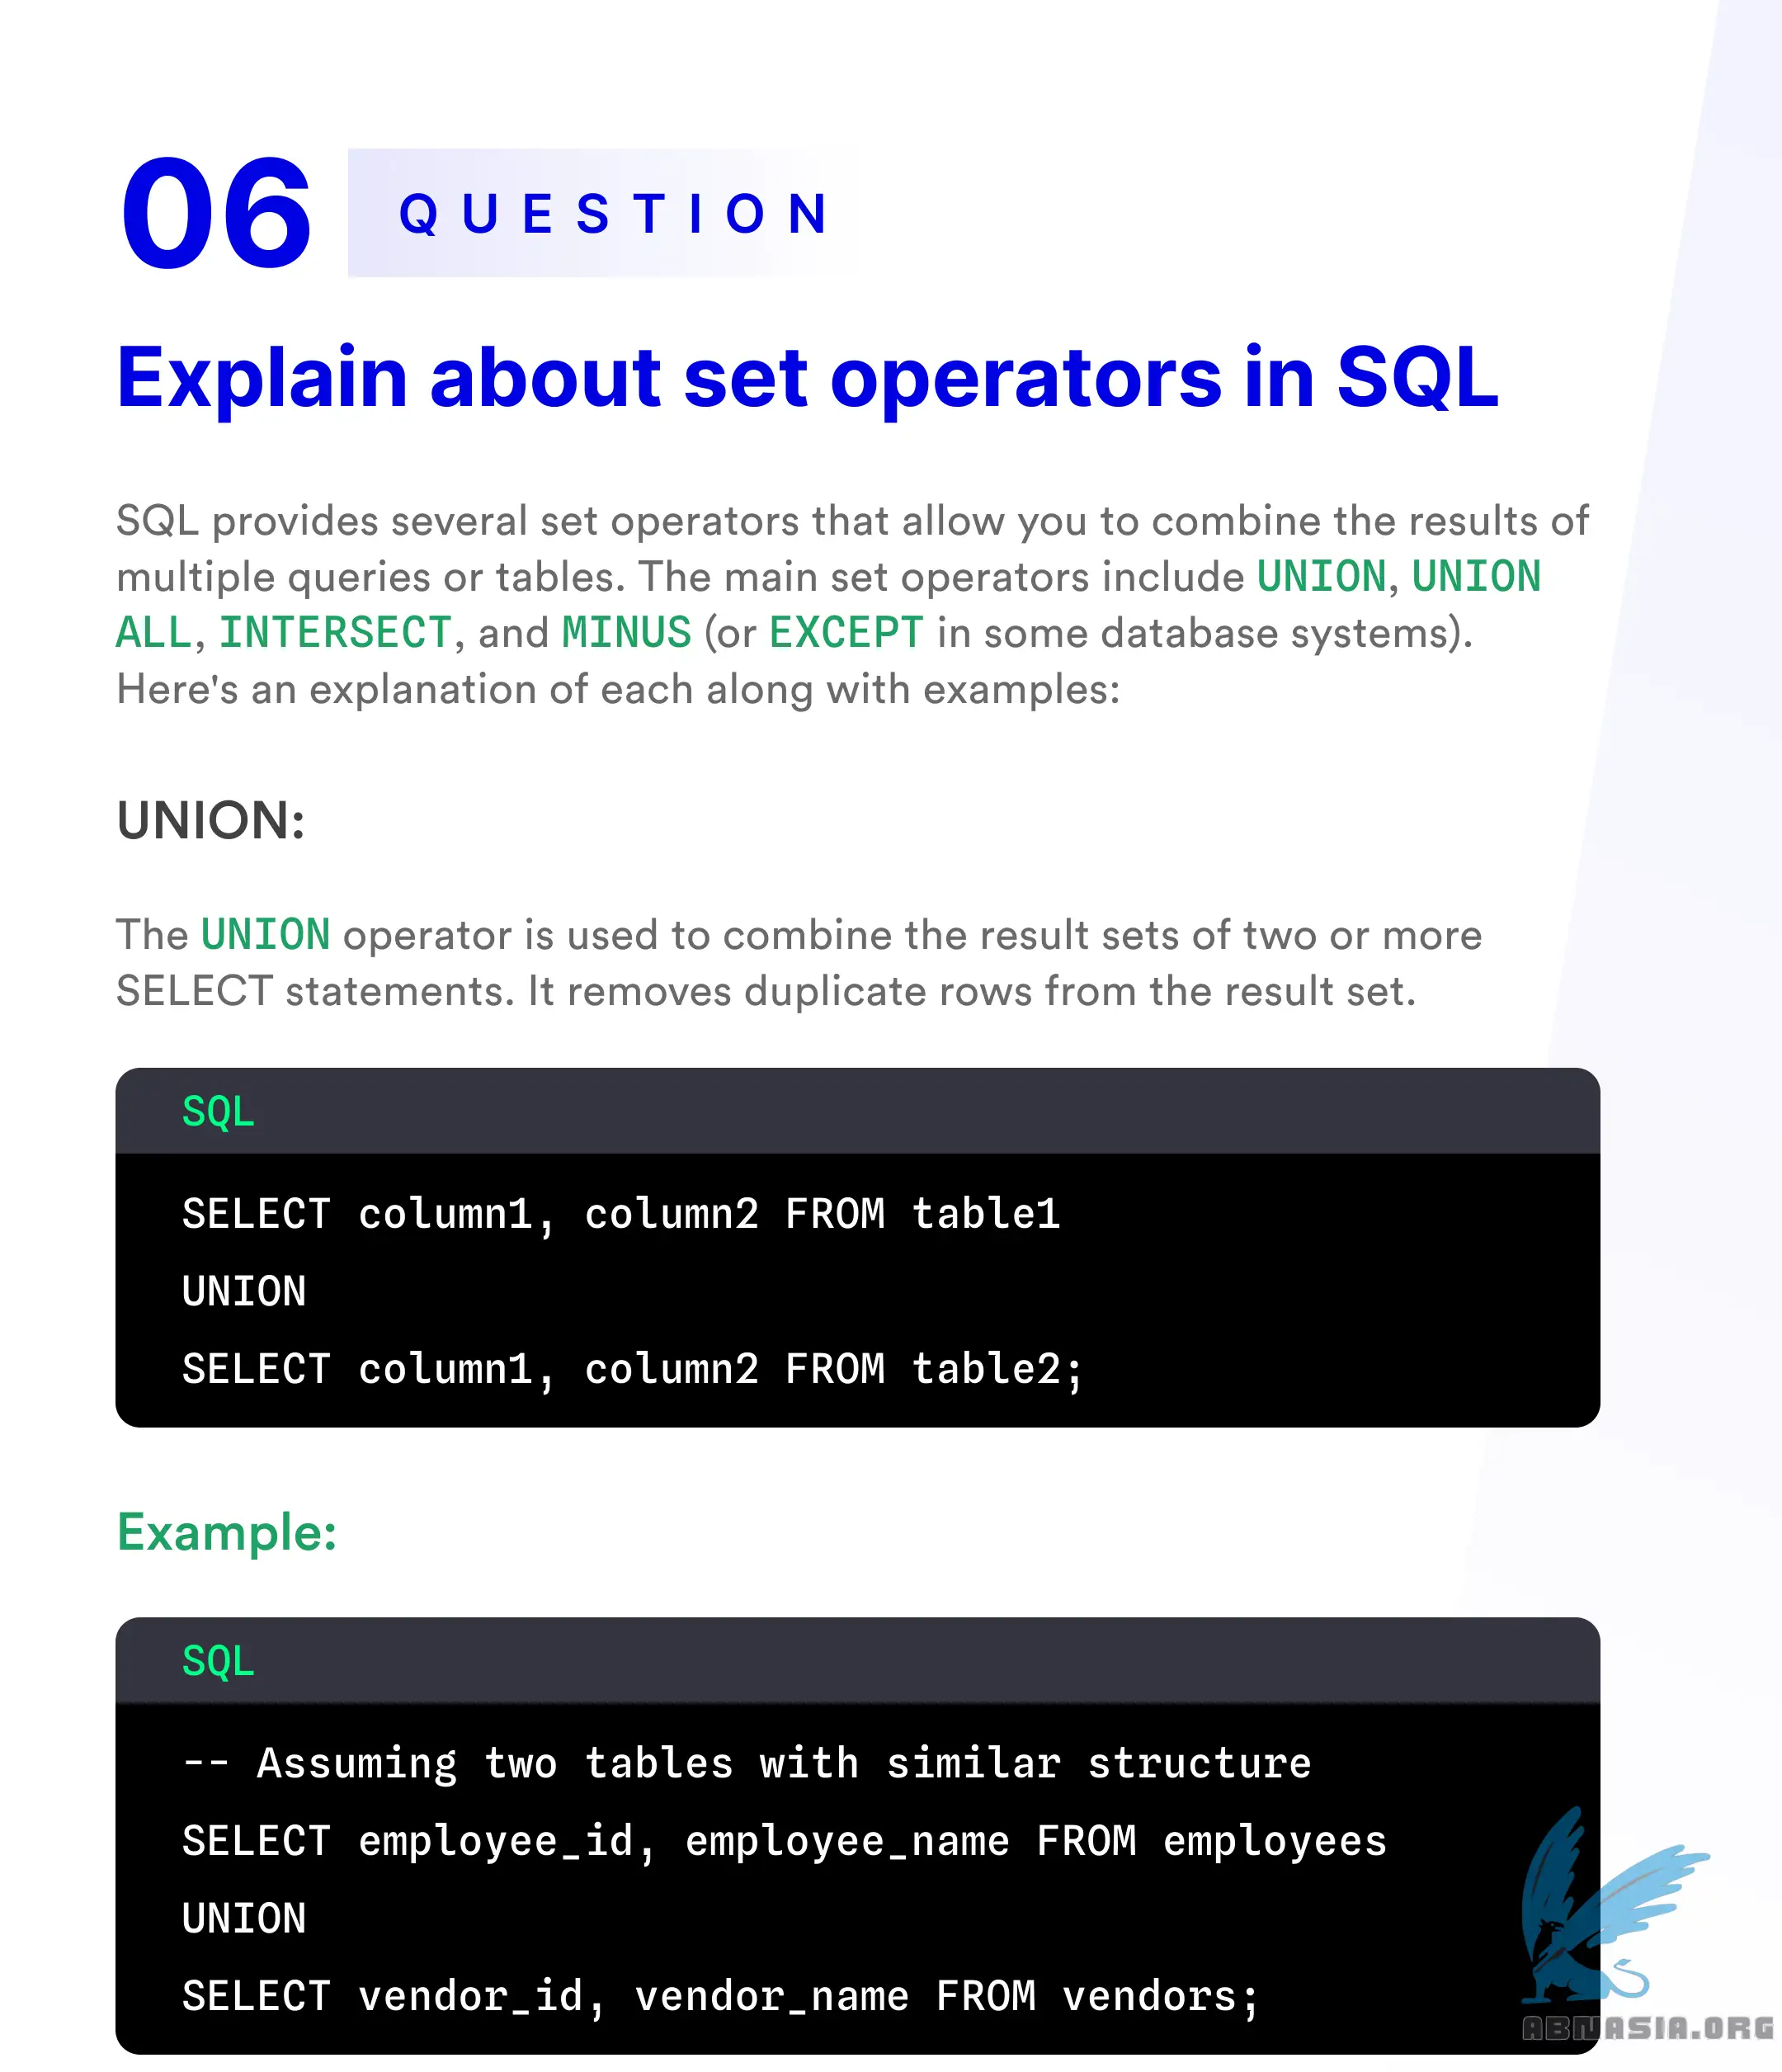 06 QUESTION
Explain about set operators in SQL
SQL provides several set operators that allow you to combine the results of
multiple queries or tables. The main set operators include UNION, UNION
ALL, INTERSECT, and MINUS (or EXCEPT in some database systems).
Here's an explanation of each along with examples:
UNION:
The UNION operator is used to combine the result sets of two or more
SELECT statements. It removes duplicate rows from the result set.
SQL
SELECT column1, column2 FROM table1
UNION
SELECT column1, column2 FROM table2;
Example:
SQL
-- Assuming two tables with similar structure
SELECT employee_id, employee_name FROM employees
UNION
SELECT vendor_id, vendor_name FROM vendors;
ABNASIA.ORG